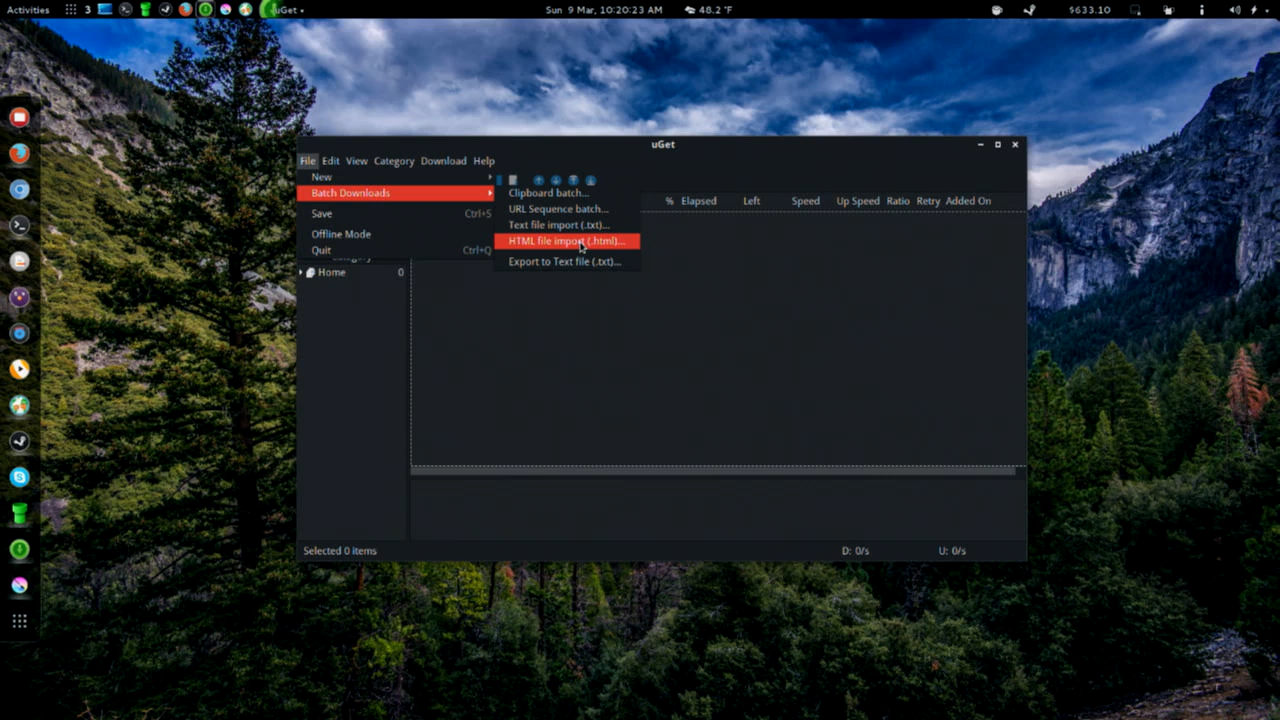 Activities 3 uGet Sun 9 Mar, 10:20:23 AM 48.2 °F $633.10
uGet
File Edit View Category Download Help
New
Batch Downloads
Save Ctrl+S
Offline Mode
Quit Ctrl+Q
Clipboard batch...
URL Sequence batch...
Text file import (.txt)...
HTML file import (.html)...
Export to Text file (.txt)...
% Elapsed Left Speed Up Speed Ratio Retry Added On
Category
Home 0
Selected 0 items D: 0/s U: 0/s